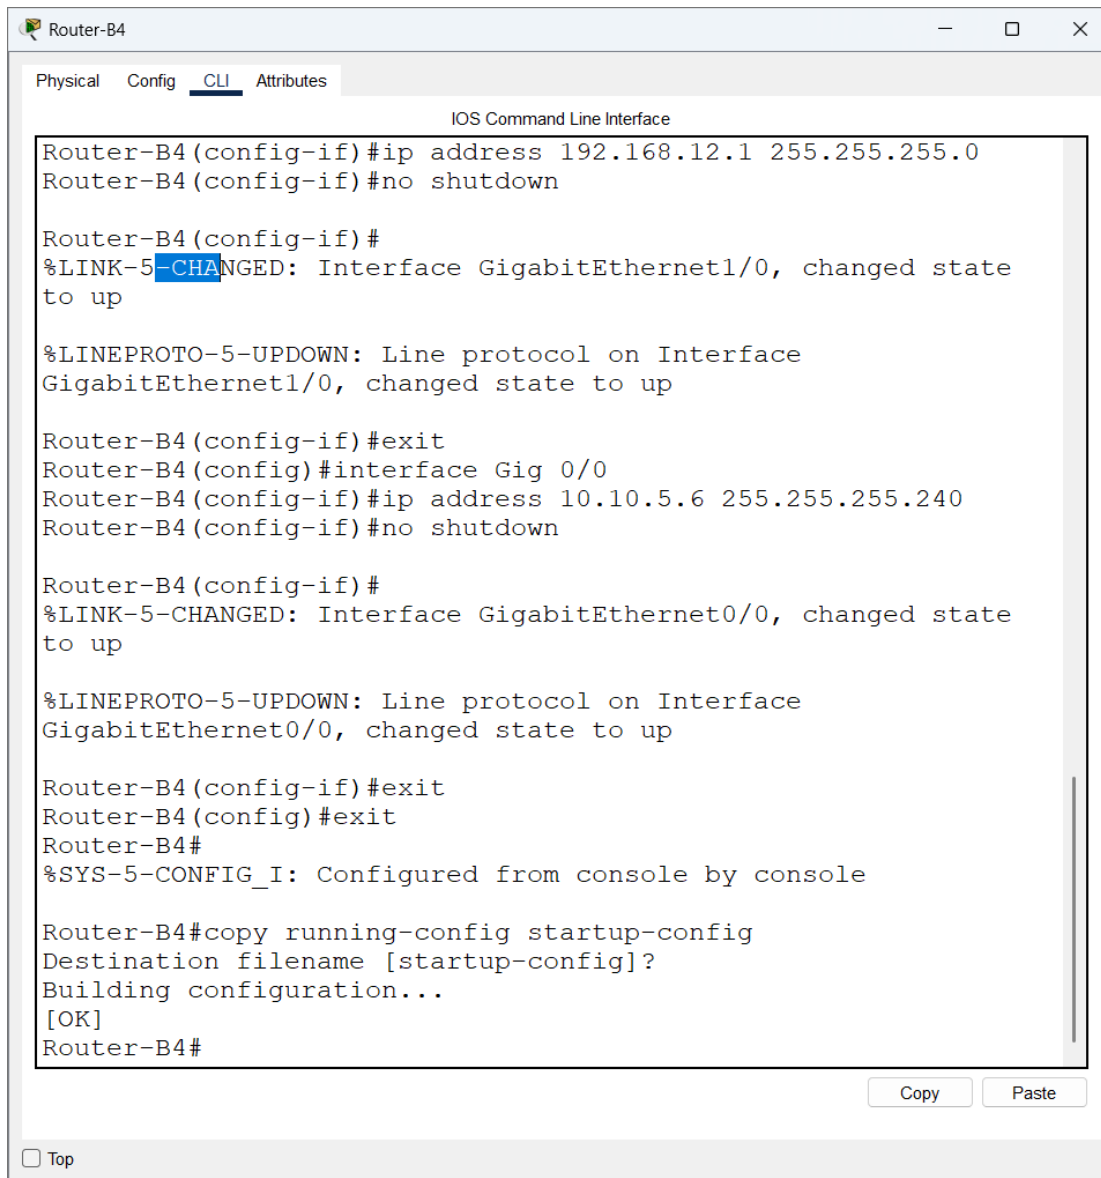 Router-B4
Physical Config CLI Attributes
IOS Command Line Interface
Router-B4(config-if)#ip address 192.168.12.1 255.255.255.0
Router-B4(config-if)#no shutdown
Router-B4(config-if)#
%LINK-5-CHANGED: Interface GigabitEthernet1/0, changed state
to up
%LINEPROTO-5-UPDOWN: Line protocol on Interface
GigabitEthernet1/0, changed state to up
Router-B4(config-if)#exit
Router-B4(config)#interface Gig 0/0
Router-B4(config-if)#ip address 10.10.5.6 255.255.255.240
Router-B4(config-if)#no shutdown
Router-B4(config-if)#
%LINK-5-CHANGED: Interface GigabitEthernet0/0, changed state
to up
%LINEPROTO-5-UPDOWN: Line protocol on Interface
GigabitEthernet0/0, changed state to up
Router-B4(config-if)#exit
Router-B4(config)#exit
Router-B4#
%SYS-5-CONFIG_I: Configured from console by console
Router-B4#copy running-config startup-config
Destination filename [startup-config]?
Building configuration...
[OK]
Router-B4#
Copy Paste
Top